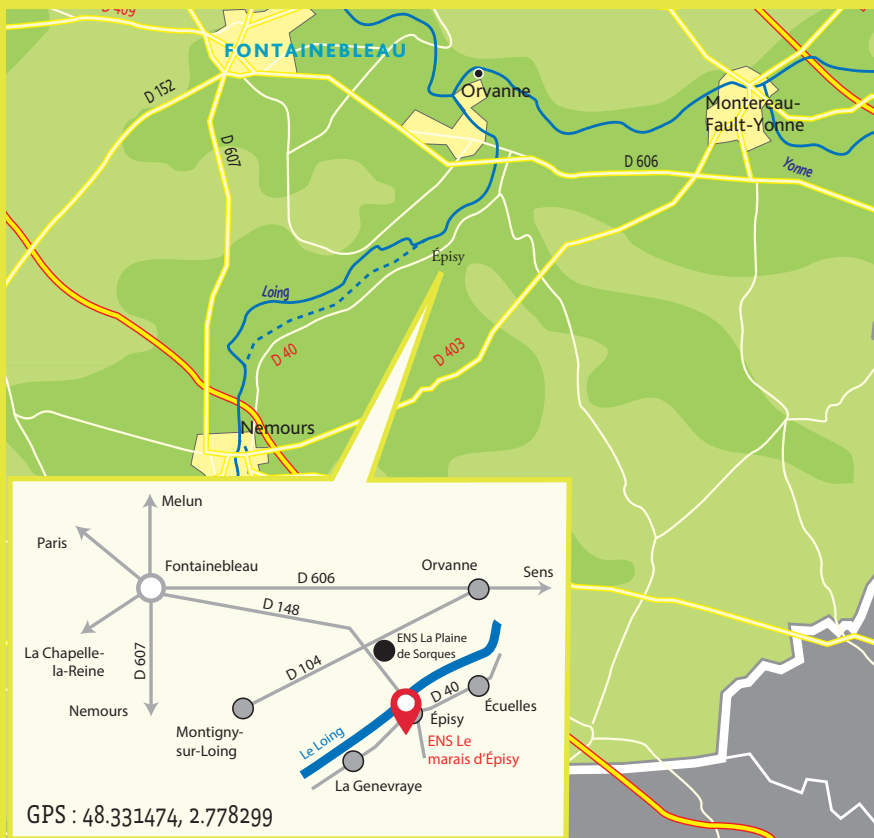 D 409
FONTAINEBLEAU
D 152
Orvanne
Montereau-
Fault-Yonne
D 607
D 606
Yonne
Épisy
Loing
D 40
D 403
Nemours
Melun
Paris
Fontainebleau
D 606
Orvanne
Sens
D 148
ENS La Plaine
de Sorques
La Chapelle-
la-Reine
D 607
D 104
D 40
Écuelles
Nemours
Montigny-
sur-Loing
Épisy
Le Loing
ENS Le
marais d’Épisy
La Genevraye
GPS : 48.331474, 2.778299